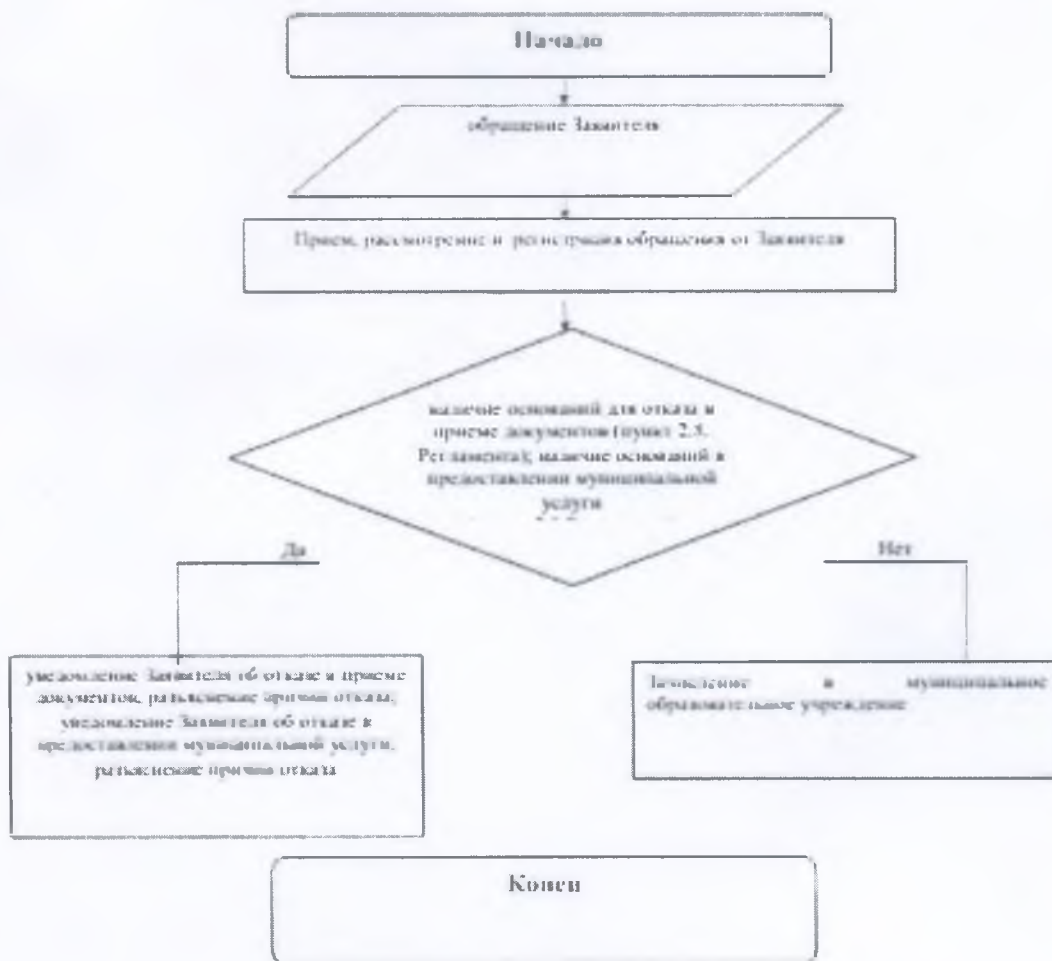 Начало
обращение Заявителя
Прием, рассмотрение и регистрация обращения от Заявителя
наличие оснований для отказа в
приеме документов (пункт 2.8.
Регламента); наличие оснований в
предоставлении муниципальной
услуги
Да
Нет
уведомление Заявителя об отказе в приеме
документов, разъяснение причин отказа;
уведомление Заявителя об отказе в
предоставлении муниципальной услуги,
разъяснение причин отказа
Зачисление в муниципальное
образовательное учреждение
Конец